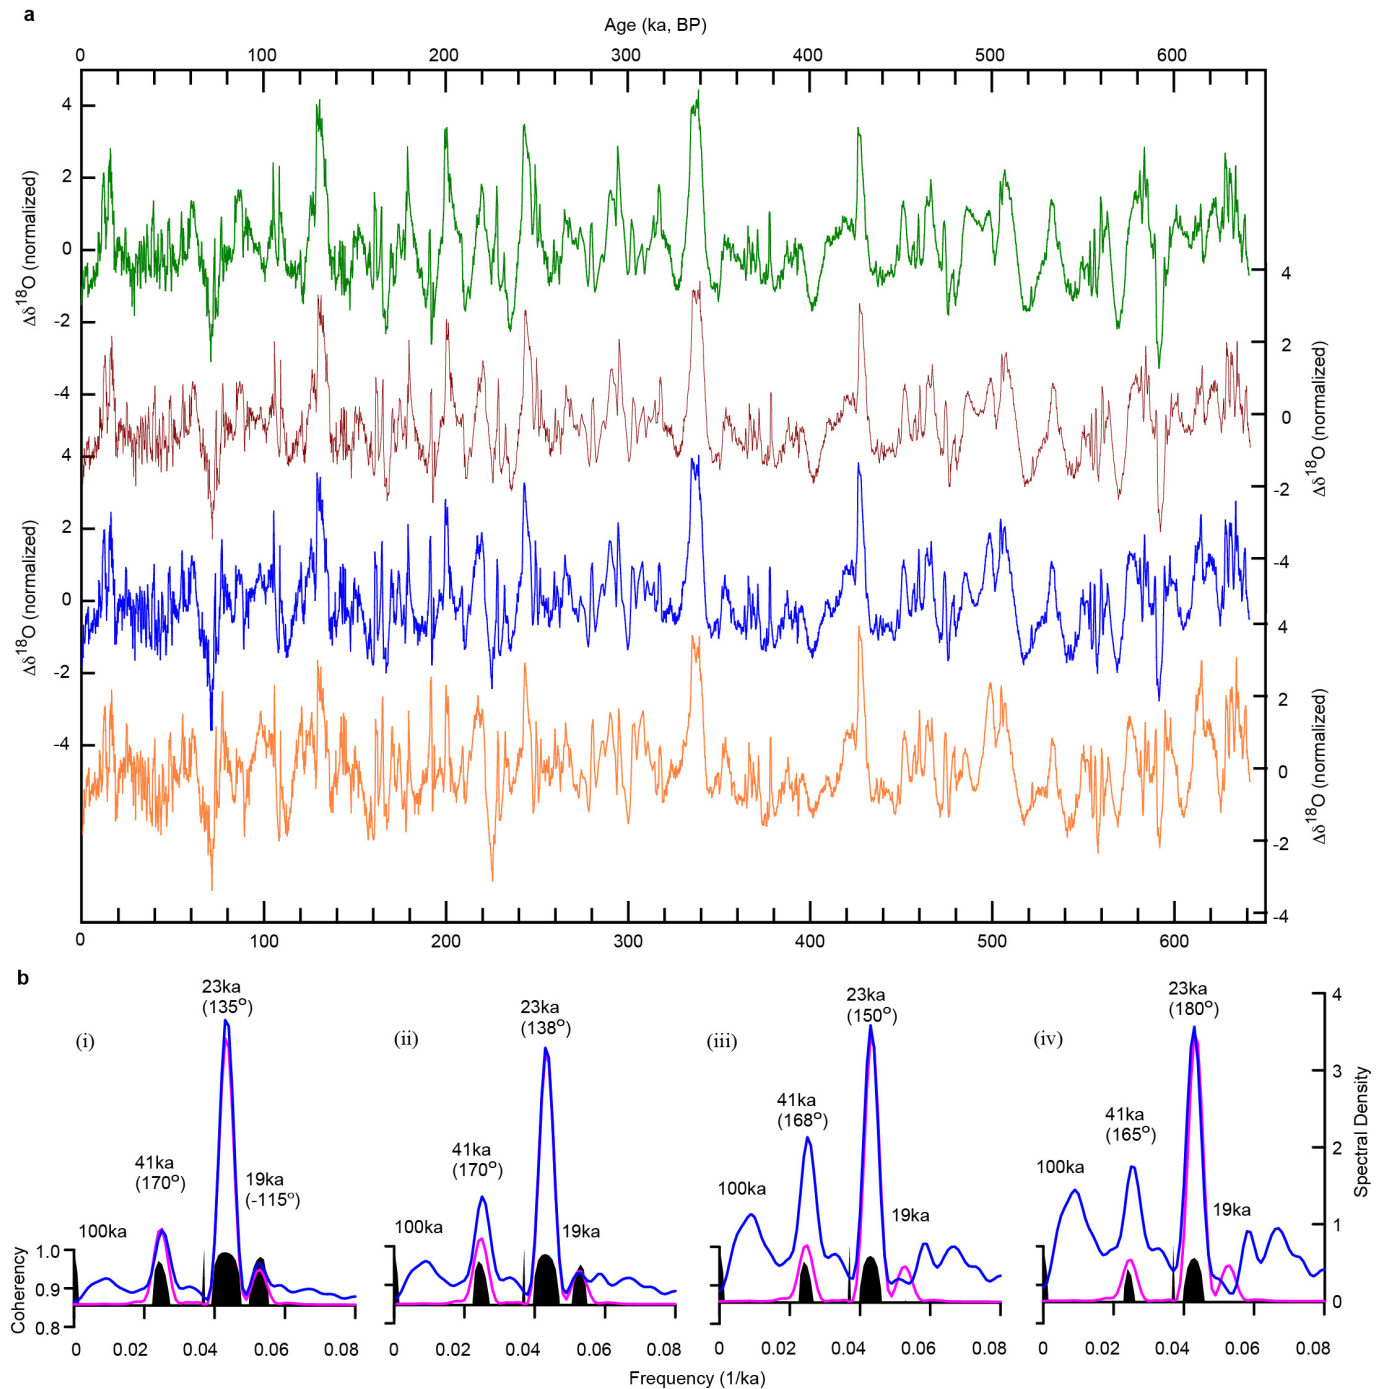 a
Age (ka, BP)
0 100 200 300 400 500 600
4
2
0
-2
-4
Δδ18O (normalized)
4
2
0
-2
-4
Δδ18O (normalized)
4
2
0
-2
-4
Δδ18O (normalized)
4
2
0
-2
-4
Δδ18O (normalized)
0 100 200 300 400 500 600
b
(i)
23ka
(135°)
41ka
(170°)
19ka
(-115°)
100ka
(ii)
23ka
(138°)
41ka
(170°)
100ka
19ka
(iii)
23ka
(150°)
41ka
(168°)
100ka
19ka
(iv)
23ka
(180°)
41ka
(165°)
100ka
19ka
Coherency
1.0
0.9
0.8
4
3
2
1
0
Spectral Density
0 0.02 0.04 0.06 0.08 0 0.02 0.04 0.06 0.08 0 0.02 0.04 0.06 0.08 0 0.02 0.04 0.06 0.08
Frequency (1/ka)